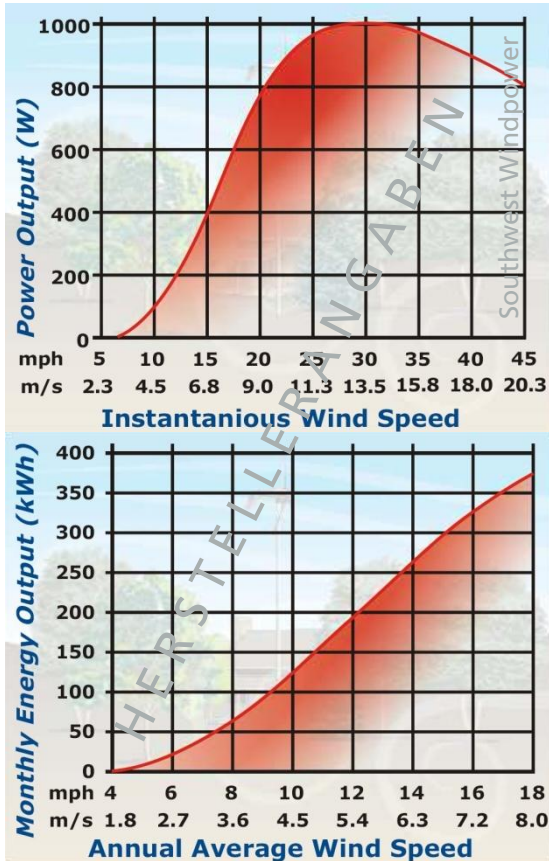 Power Output (W)
1000
800
600
400
200
0
mph 5 10 15 20 25 30 35 40 45
m/s 2.3 4.5 6.8 9.0 11.3 13.5 15.8 18.0 20.3
Instantanious Wind Speed
Southwest Windpower
HERSTELLERANGABEN
Monthly Energy Output (kWh)
400
350
300
250
200
150
100
50
0
mph 4 6 8 10 12 14 16 18
m/s 1.8 2.7 3.6 4.5 5.4 6.3 7.2 8.0
Annual Average Wind Speed